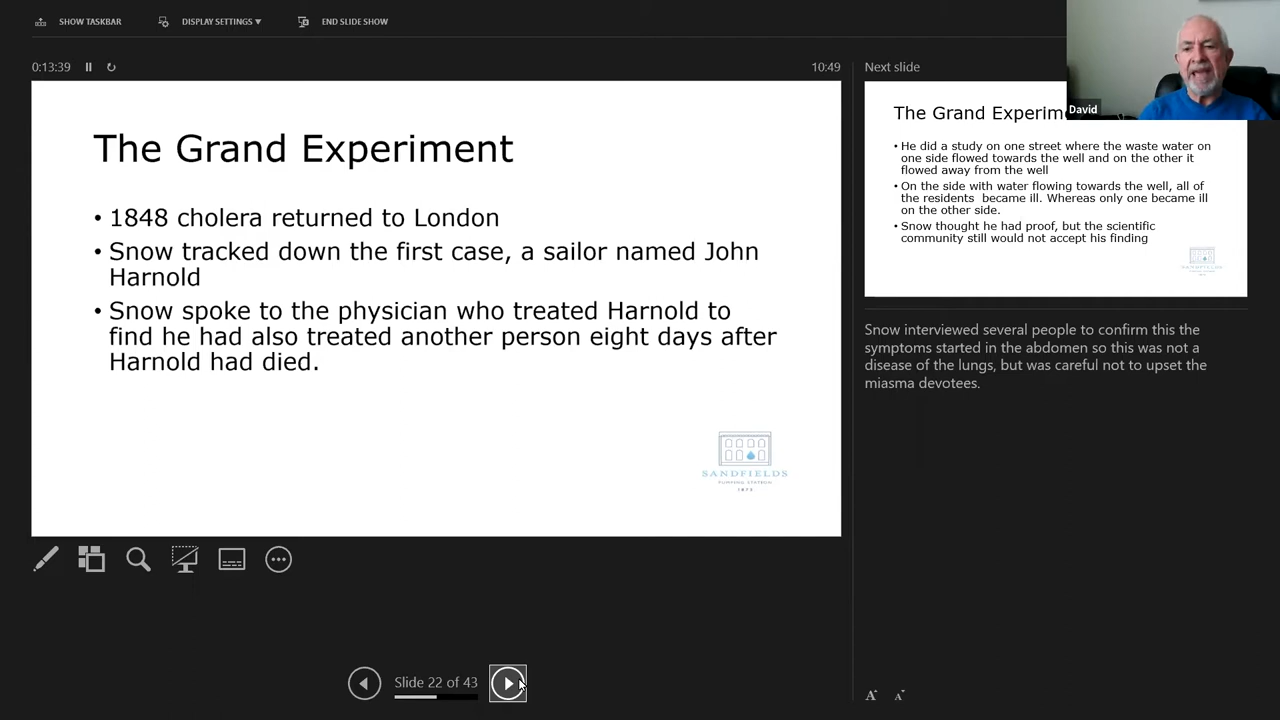 SHOW TASKBAR
DISPLAY SETTINGS ▼
END SLIDE SHOW
0:13:39
10:49
Next slide
David
The Grand Experiment
• 1848 cholera returned to London
• Snow tracked down the first case, a sailor named John
Harnold
• Snow spoke to the physician who treated Harnold to
find he had also treated another person eight days after
Harnold had died.
SANDFIELDS
PUMPING STATION
1873
The Grand Experim
• He did a study on one street where the waste water on
one side flowed towards the well and on the other it
flowed away from the well
• On the side with water flowing towards the well, all of
the residents became ill. Whereas only one became ill
on the other side.
• Snow thought he had proof, but the scientific
community still would not accept his finding
SANDFIELDS
Snow interviewed several people to confirm this the
symptoms started in the abdomen so this was not a
disease of the lungs, but was careful not to upset the
miasma devotees.
Slide 22 of 43
A A